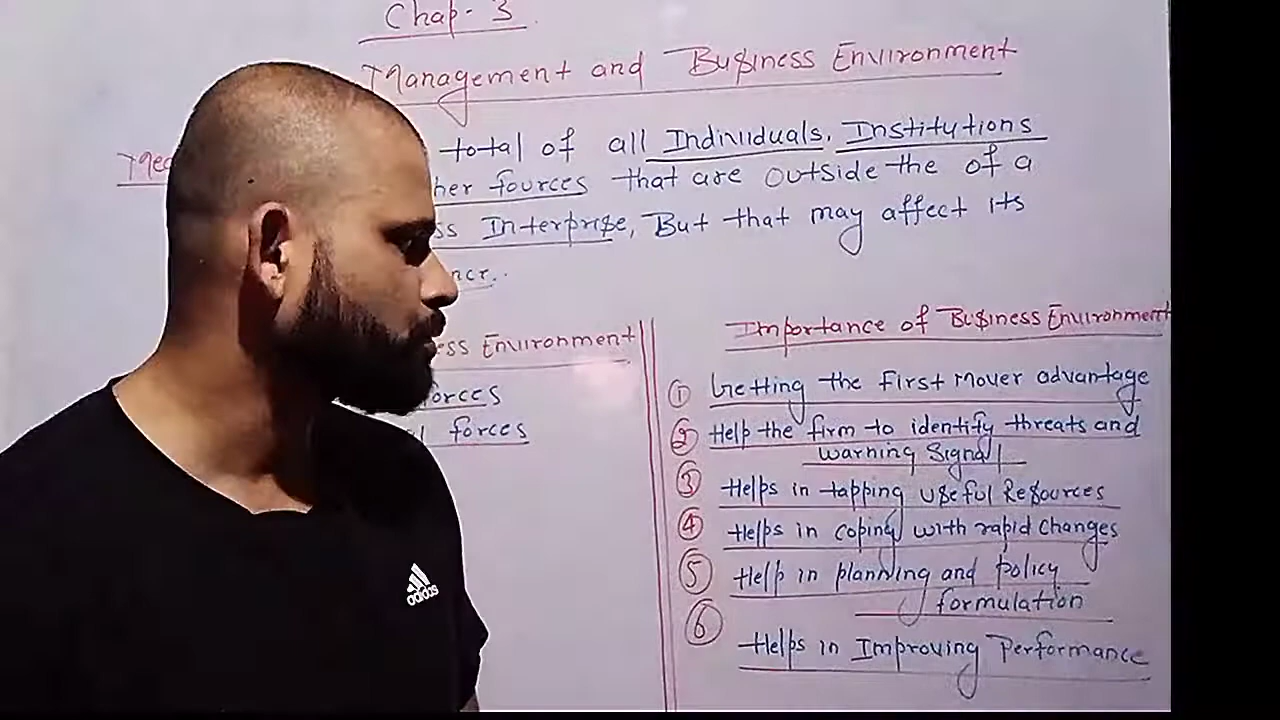 Chap- 3.
Management and Business Environment
total of all Individuals, Institutions
her fources that are outside the of a
ss Interprise, But that may affect its
nce..
ess Environment
forces
forces
Importance of Business Environment
① Getting the First Mover advantage
② Help the firm to identify threats and
warning Signal
③ Helps in tapping useful Resources
④ Helps in coping with rapid changes
⑤ Help in planning and policy
formulation
⑥ Helps in Improving Performance
adidas